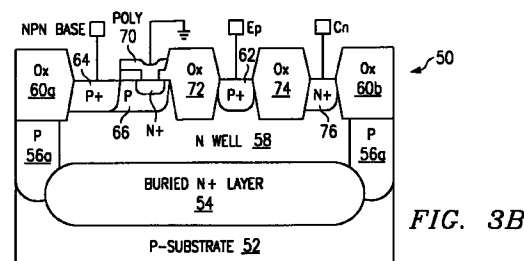 NPN BASE
POLY
70
Ep
Cn
50
Ox
60a
64
P+
P
66
N+
Ox
72
62
P+
Ox
74
N+
76
Ox
60b
P
56a
N WELL 58
P
56a
BURIED N+ LAYER
54
P-SUBSTRATE 52
FIG. 3B